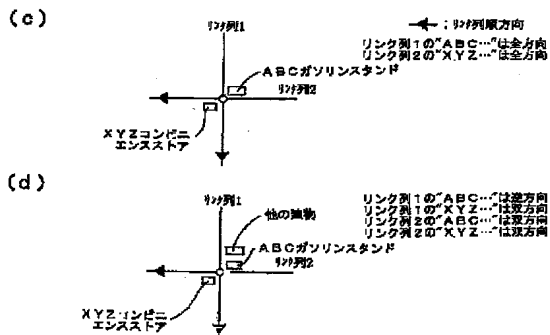 (c)
リンク列1
：リンク列順方向
リンク列1の"ABC…"は全方向
リンク列2の"XYZ…"は全方向
ABCガソリンスタンド
リンク列2
XYZコンビニ
エンスストア
(d)
リンク列1
他の建物
リンク列1の"ABC…"は逆方向
リンク列1の"XYZ…"は双方向
リンク列2の"ABC…"は双方向
リンク列2の"XYZ…"は双方向
ABCガソリンスタンド
リンク列2
XYZコンビニ
エンスストア